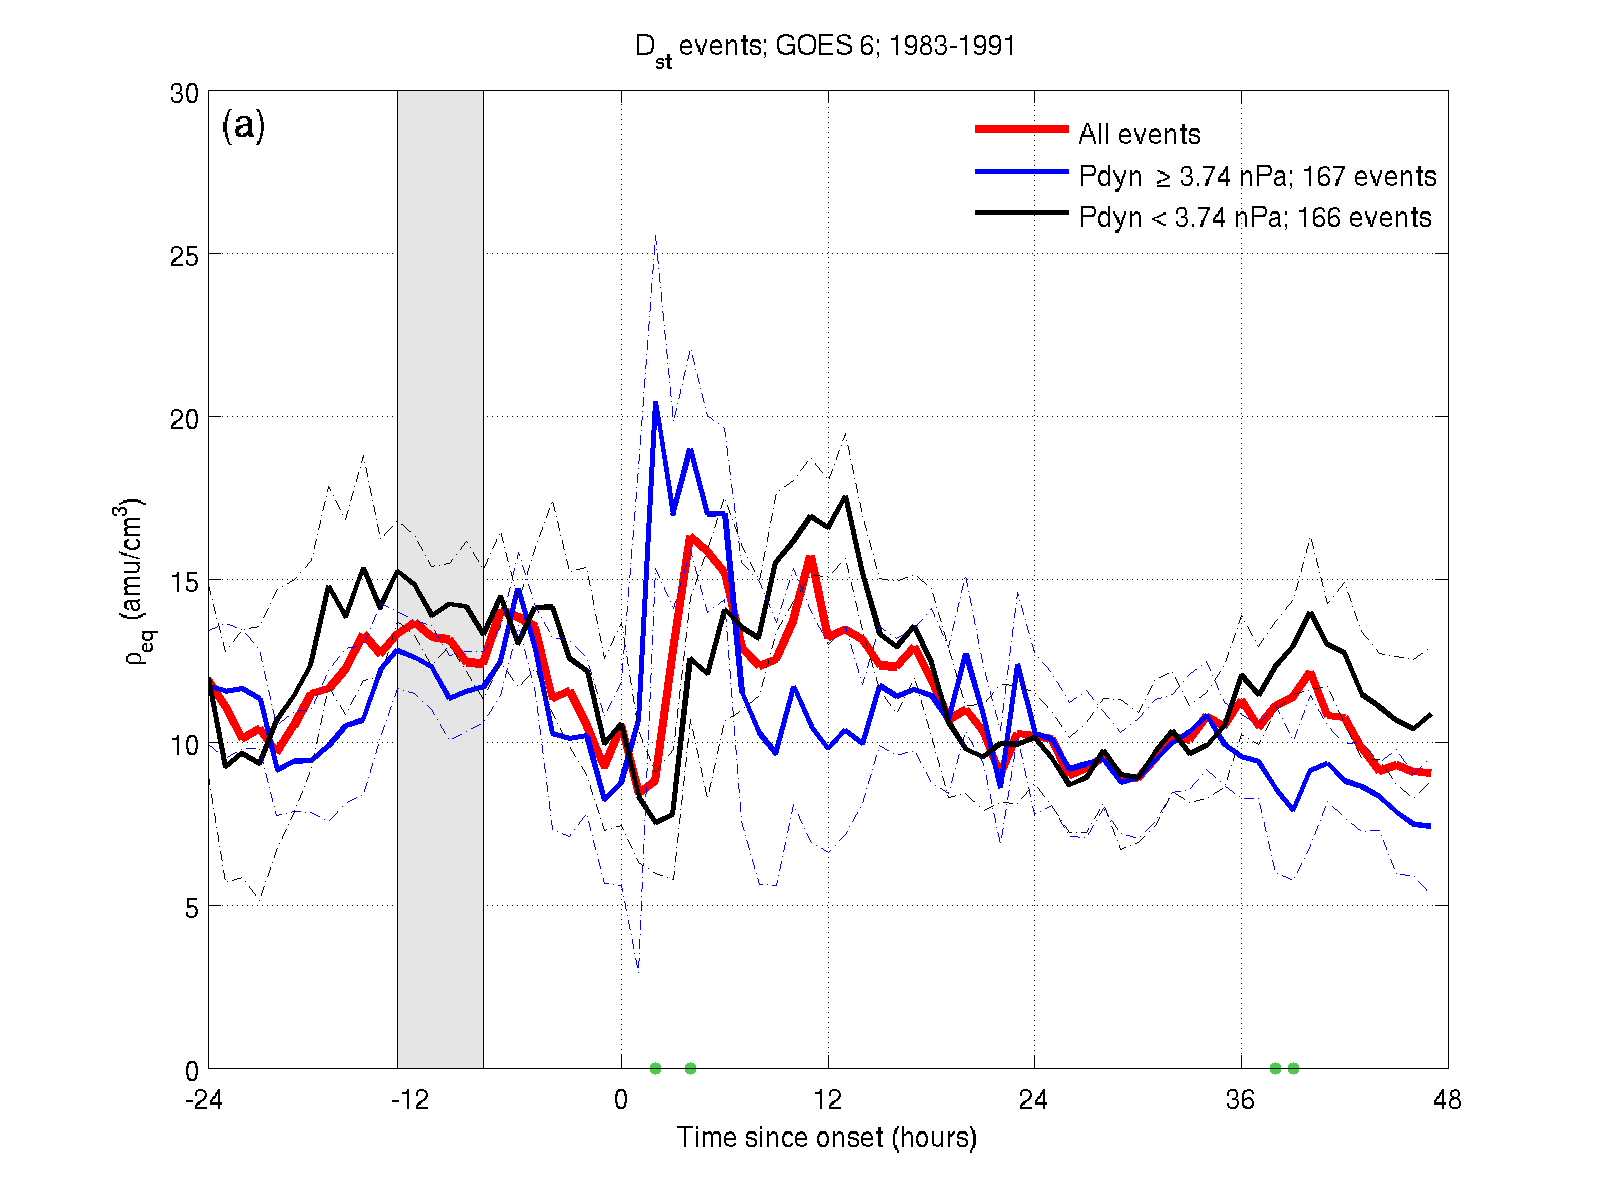 D_st events; GOES 6; 1983-1991
(a)
All events
Pdyn ≥ 3.74 nPa; 167 events
Pdyn < 3.74 nPa; 166 events
30
25
20
15
10
5
0
ρ_eq (amu/cm³)
-24 -12 0 12 24 36 48
Time since onset (hours)